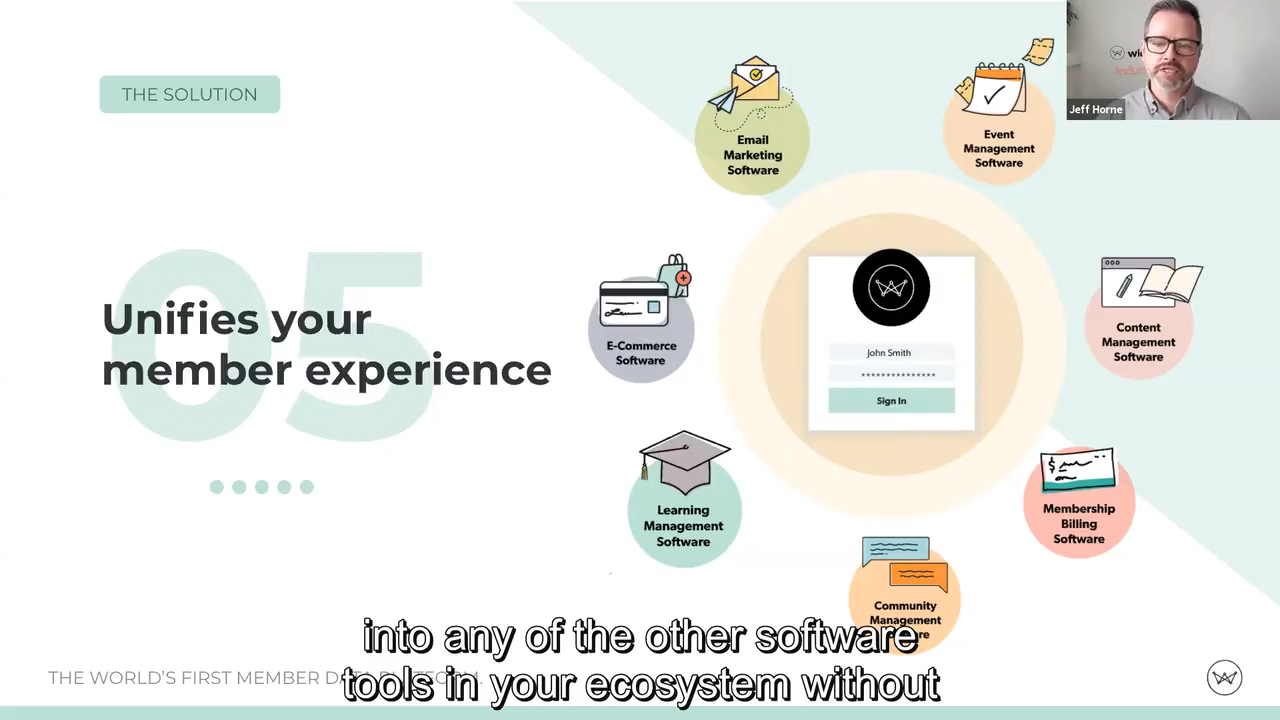 THE SOLUTION
05
Unifies your
member experience
Email
Marketing
Software
Event
Management
Software
Jeff Horne
E-Commerce
Software
John Smith
***************
Sign In
Content
Management
Software
Learning
Management
Software
Membership
Billing
Software
Community
Management
into any of the other software
tools in your ecosystem without
THE WORLD'S FIRST MEMBER